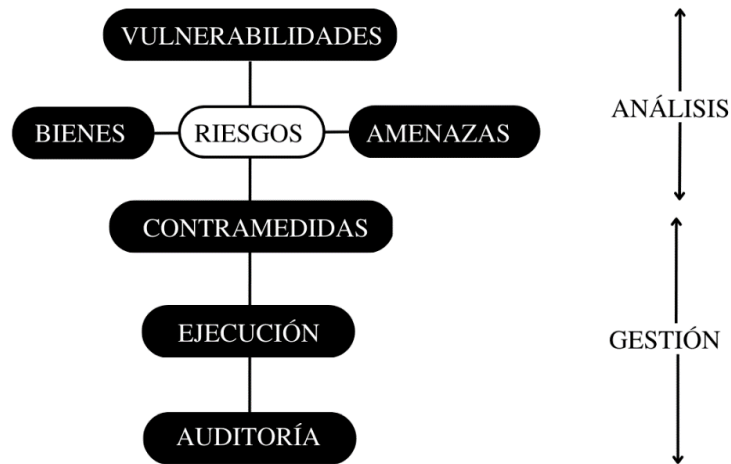 VULNERABILIDADES
BIENES
RIESGOS
AMENAZAS
ANÁLISIS
CONTRAMEDIDAS
EJECUCIÓN
GESTIÓN
AUDITORÍA